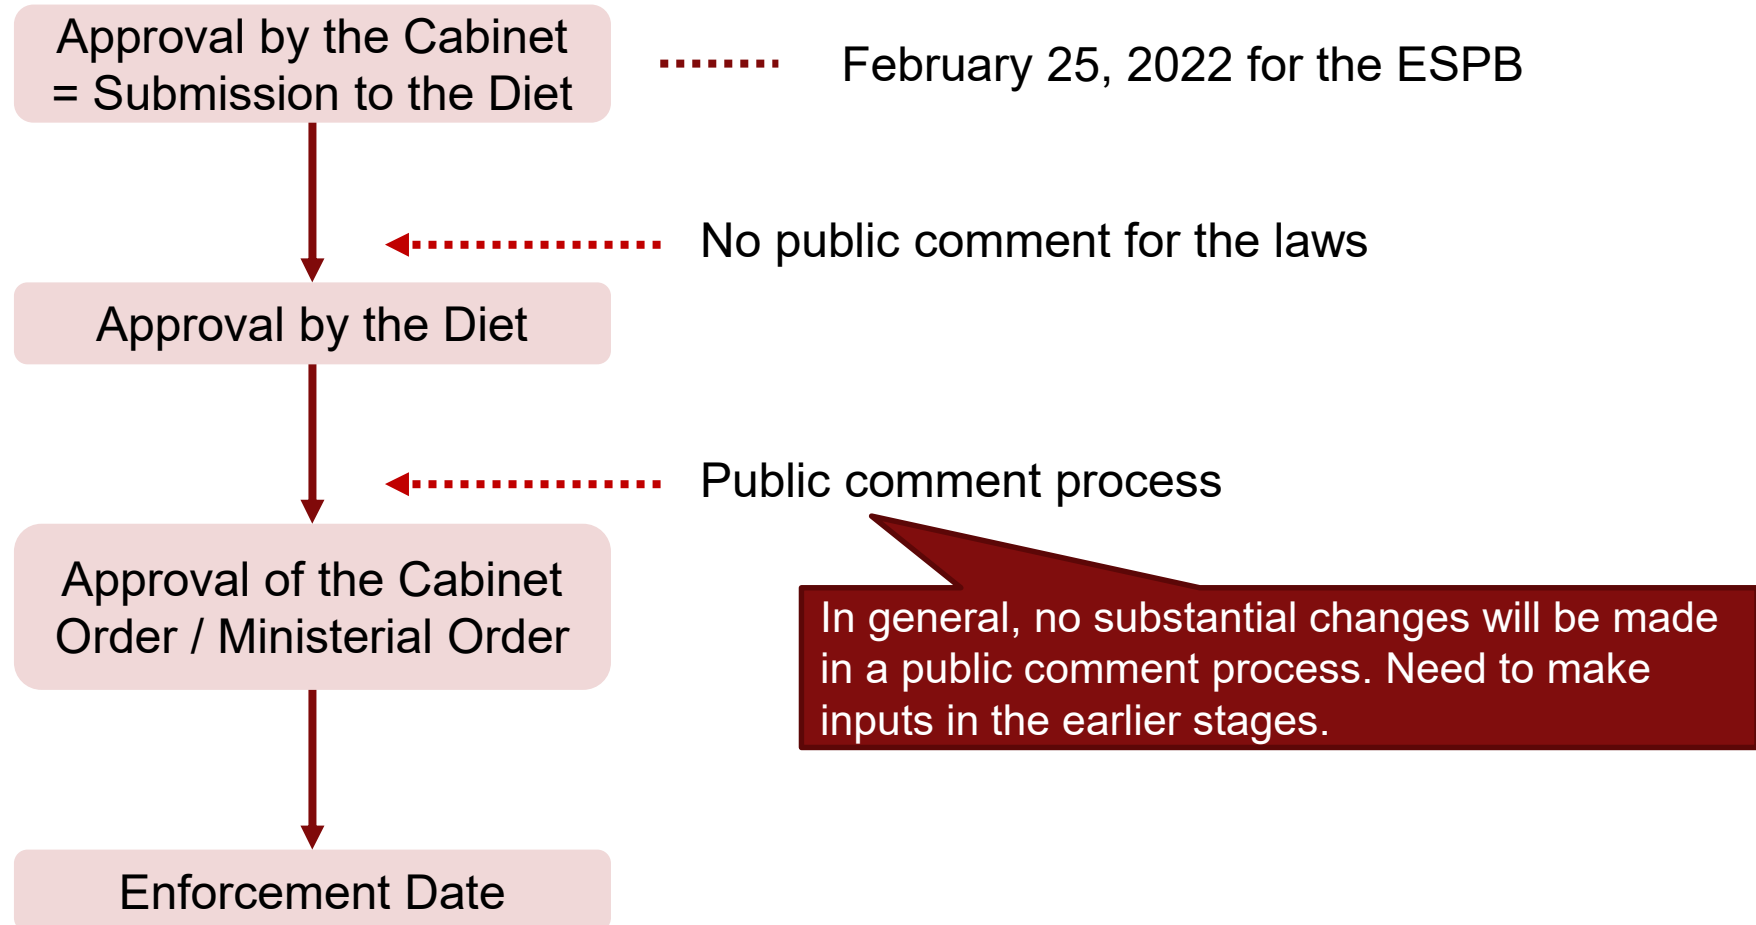 Approval by the Cabinet
= Submission to the Diet
February 25, 2022 for the ESPB
No public comment for the laws
Approval by the Diet
Public comment process
Approval of the Cabinet
Order / Ministerial Order
In general, no substantial changes will be made
in a public comment process. Need to make
inputs in the earlier stages.
Enforcement Date